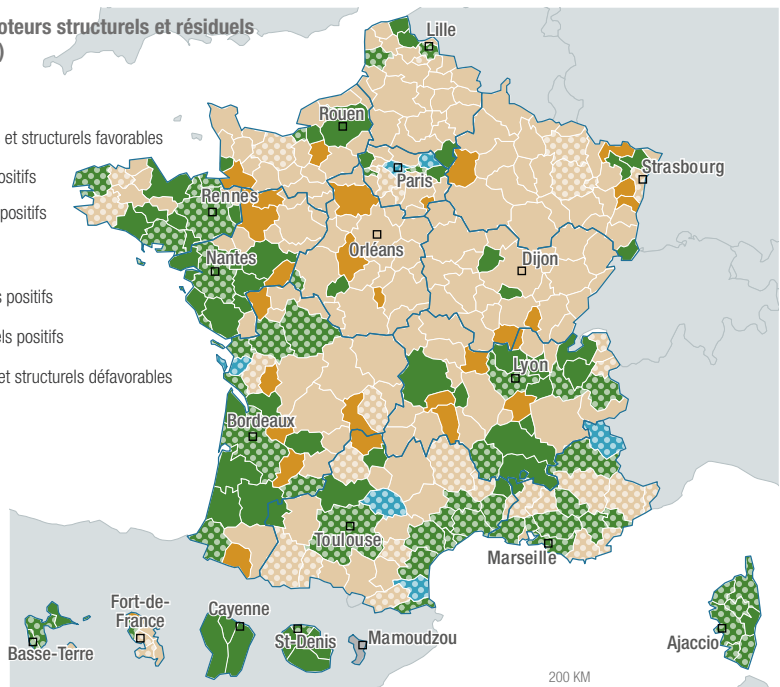 oteurs structurels et résiduels
)
et structurels favorables
ositifs
positifs
s positifs
els positifs
et structurels défavorables
Lille
Rouen
Paris
Strasbourg
Rennes
Orléans
Nantes
Dijon
Lyon
Bordeaux
Toulouse
Marseille
Fort-de-
France
Basse-Terre
Cayenne
St-Denis
Mamoudzou
Ajaccio
200 KM